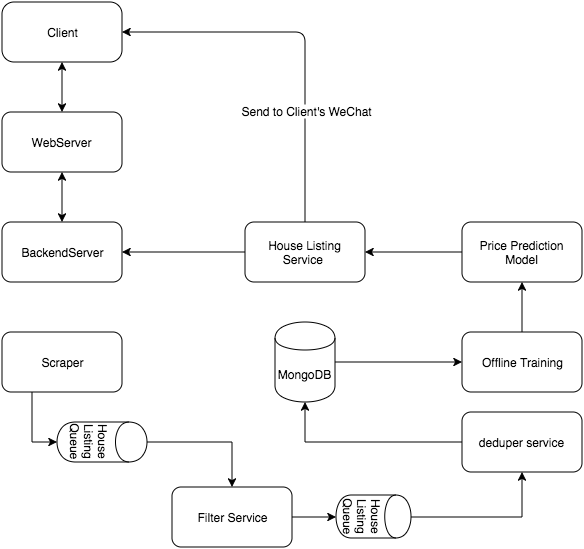 Client
Send to Client's WeChat
WebServer
BackendServer
House Listing
Service
Price Prediction
Model
Scraper
MongoDB
Offline Training
House
Listing
Queue
deduper service
Filter Service
House
Listing
Queue